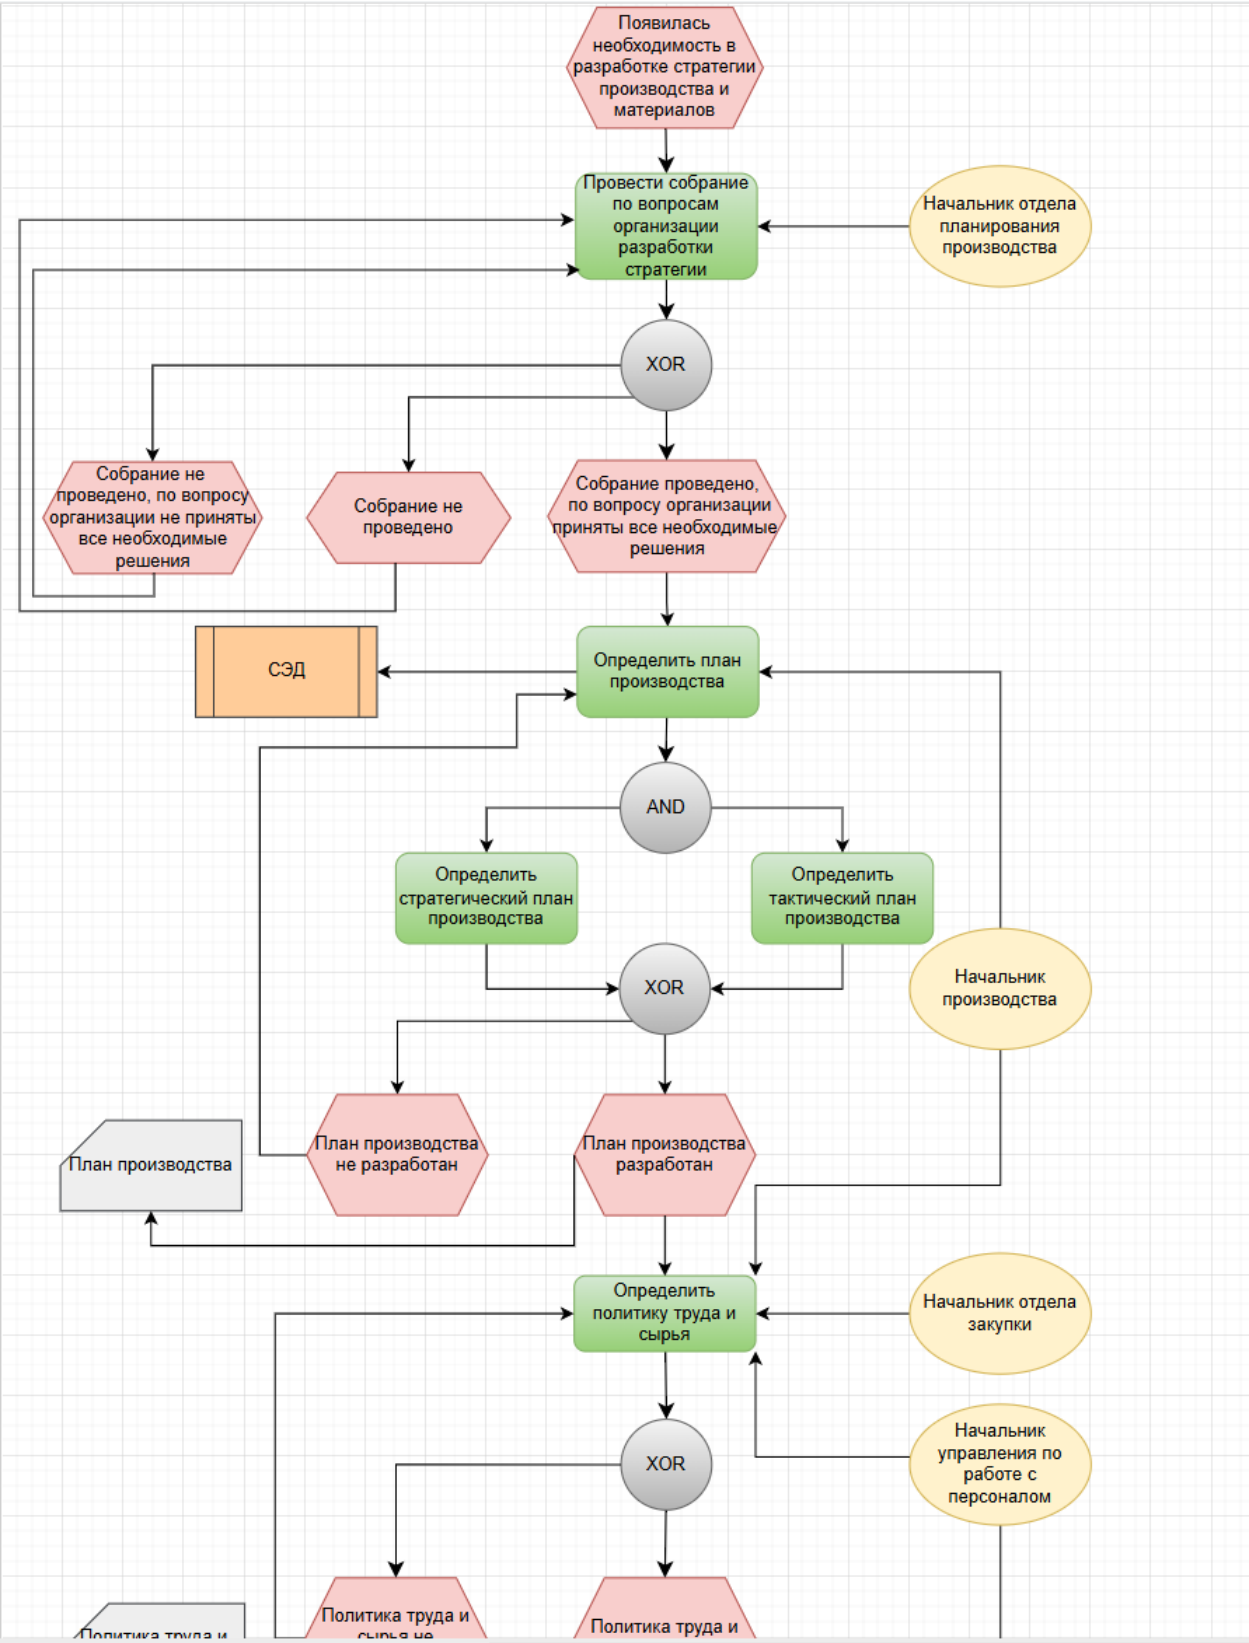 Появилась
необходимость в
разработке стратегии
производства и
материалов
Провести собрание
по вопросам
организации
разработки
стратегии
Начальник отдела
планирования
производства
XOR
Собрание не
проведено, по вопросу
организации не приняты
все необходимые
решения
Собрание не
проведено
Собрание проведено,
по вопросу организации
приняты все необходимые
решения
СЭД
Определить план
производства
AND
Определить
стратегический план
производства
Определить
тактический план
производства
XOR
Начальник
производства
План производства
План производства
не разработан
План производства
разработан
Определить
политику труда и
сырья
Начальник отдела
закупки
XOR
Начальник
управления по
работе с
персоналом
Политика труда и
Политика труда и
сырья не
Политика труда и